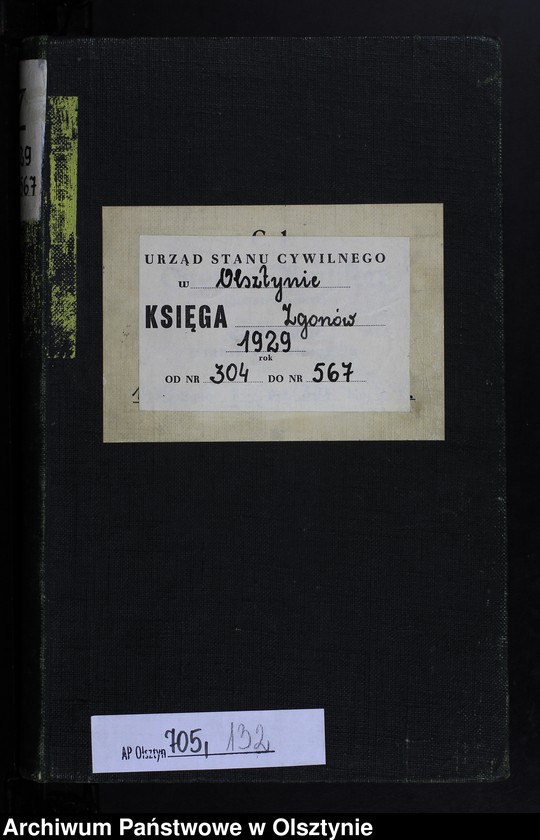 Z
67
URZĄD STANU CYWILNEGO
w Olsztynie
KSIĘGA Zgonów
1929
rok
OD NR 304 DO NR 567
AP Olsztyn 705, 132
Archiwum Państwowe w Olsztynie